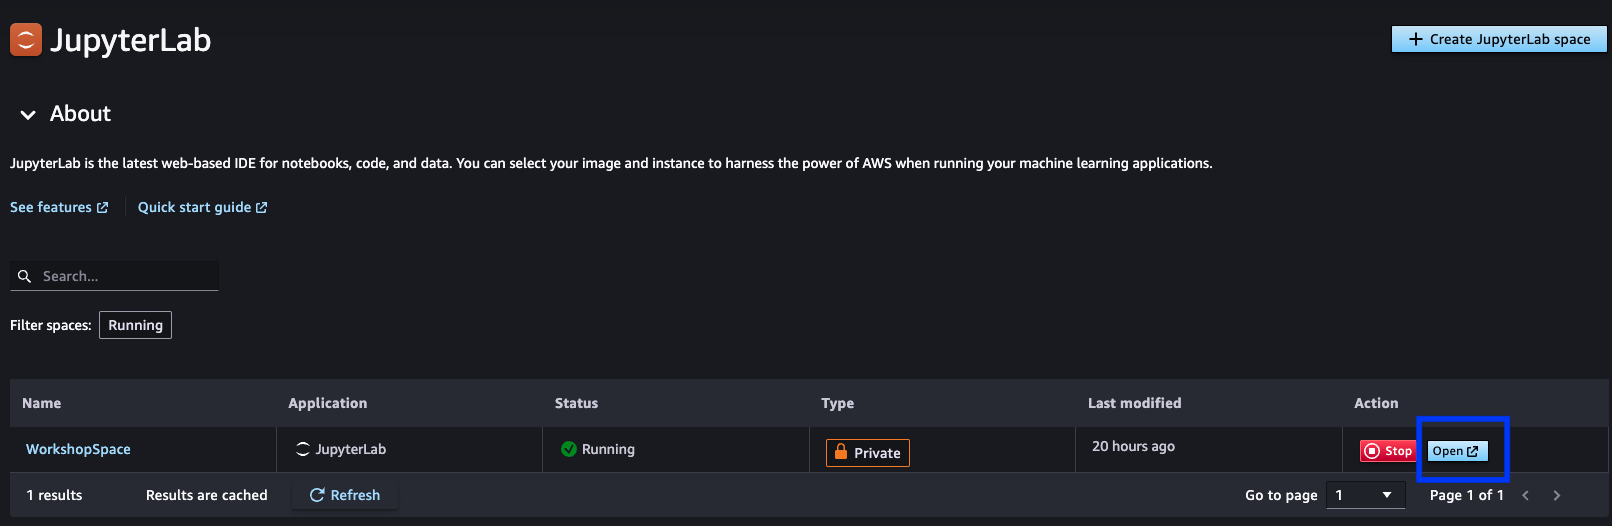 JupyterLab
+ Create JupyterLab space
About
JupyterLab is the latest web-based IDE for notebooks, code, and data. You can select your image and instance to harness the power of AWS when running your machine learning applications.
See features Quick start guide
Search...
Filter spaces: Running
Name Application Status Type Last modified Action
WorkshopSpace JupyterLab Running Private 20 hours ago Stop Open
1 results Results are cached Refresh Go to page 1 Page 1 of 1